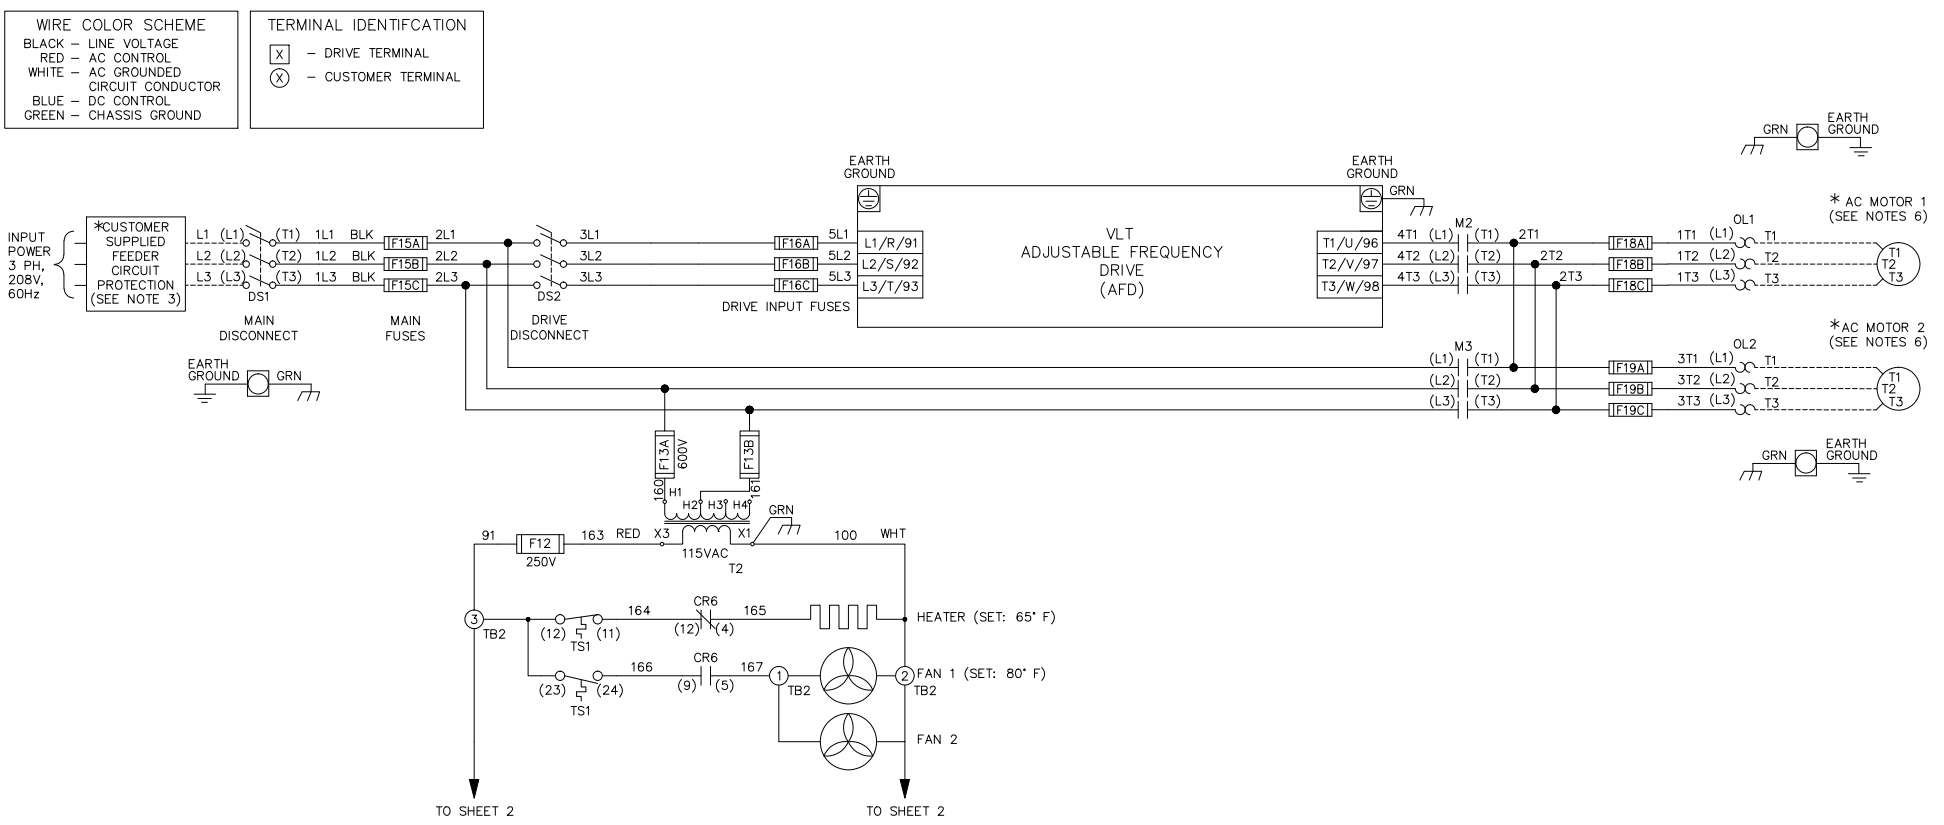 WIRE COLOR SCHEME
BLACK – LINE VOLTAGE
RED – AC CONTROL
WHITE – AC GROUNDED
CIRCUIT CONDUCTOR
BLUE – DC CONTROL
GREEN – CHASSIS GROUND
TERMINAL IDENTIFCATION
X – DRIVE TERMINAL
X – CUSTOMER TERMINAL
GRN
EARTH
GROUND
EARTH
GROUND
EARTH
GROUND
GRN
INPUT
POWER
3 PH,
208V,
60Hz
*CUSTOMER
SUPPLIED
FEEDER
CIRCUIT
PROTECTION
(SEE NOTE 3)
L1 (L1) (T1) 1L1 BLK F15A 2L1 3L1 F16A 5L1 L1/R/91
L2 (L2) (T2) 1L2 BLK F15B 2L2 3L2 F16B 5L2 L2/S/92
L3 (L3) (T3) 1L3 BLK F15C 2L3 3L3 F16C 5L3 L3/T/93
DS1
MAIN
DISCONNECT
MAIN
FUSES
DS2
DRIVE
DISCONNECT
DRIVE INPUT FUSES
VLT
ADJUSTABLE FREQUENCY
DRIVE
(AFD)
M2
T1/U/96 4T1 (L1) (T1) 2T1 F18A 1T1 (L1) T1
T2/V/97 4T2 (L2) (T2) 2T2 F18B 1T2 (L2) T2
T3/W/98 4T3 (L3) (T3) 2T3 F18C 1T3 (L3) T3
OL1
* AC MOTOR 1
(SEE NOTES 6)
T1
T2
T3
EARTH
GROUND
GRN
M3
(L1) (T1) F19A 3T1 (L1) T1
(L2) (T2) F19B 3T2 (L2) T2
(L3) (T3) F19C 3T3 (L3) T3
OL2
*AC MOTOR 2
(SEE NOTES 6)
T1
T2
T3
GRN
EARTH
GROUND
F13A
600V
F13B
160
161
H1
H2
H3
H4
GRN
91
F12
250V
163
RED
X3
X1
115VAC
T2
100
WHT
3
TB2
(12)
(11)
TS1
164
CR6
(12)
(4)
165
HEATER (SET: 65° F)
(23)
(24)
TS1
166
CR6
(9)
(5)
167
1
TB2
2
TB2
FAN 1 (SET: 80° F)
FAN 2
TO SHEET 2
TO SHEET 2